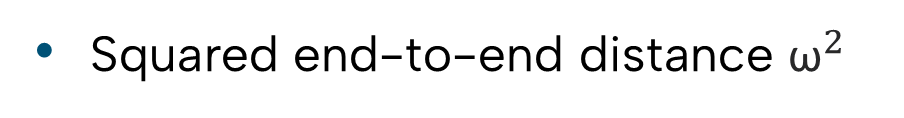 • Squared end-to-end distance ω²